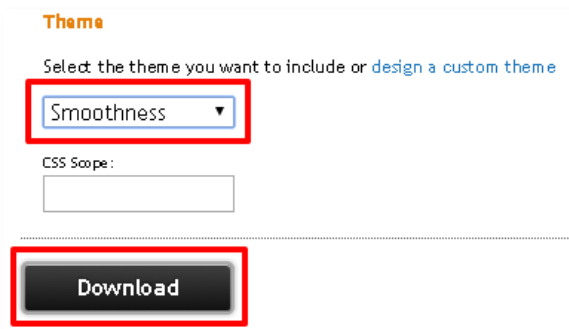 Theme
Select the theme you want to include or design a custom theme
Smoothness
CSS Scope:
Download